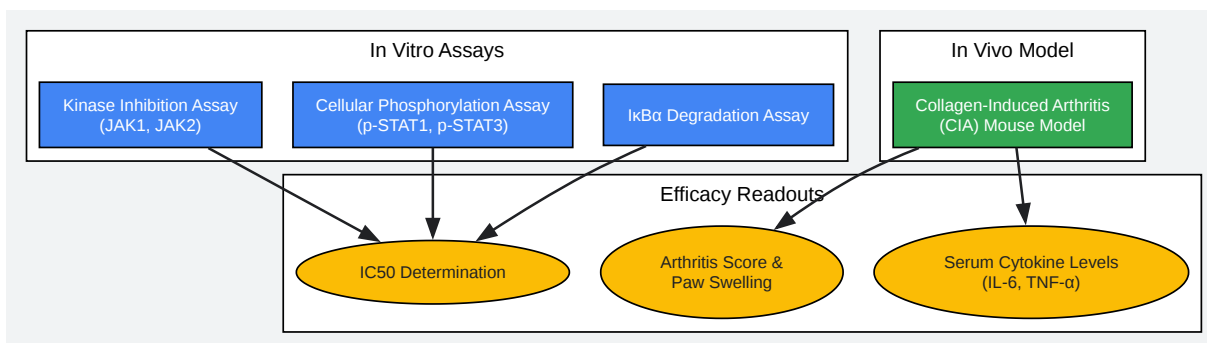 In Vitro Assays
In Vivo Model
Kinase Inhibition Assay
(JAK1, JAK2)
Cellular Phosphorylation Assay
(p-STAT1, p-STAT3)
IκBα Degradation Assay
Collagen-Induced Arthritis
(CIA) Mouse Model
Efficacy Readouts
IC50 Determination
Arthritis Score &
Paw Swelling
Serum Cytokine Levels
(IL-6, TNF-α)